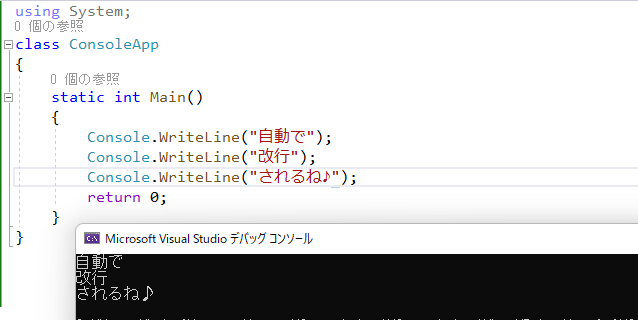 using System;
0 個の参照
class ConsoleApp
{
0 個の参照
static int Main()
{
Console.WriteLine("自動で");
Console.WriteLine("改行");
Console.WriteLine("されるね♪");
return 0;
}
}
Microsoft Visual Studio デバッグ コンソール
自動で
改行
されるね♪